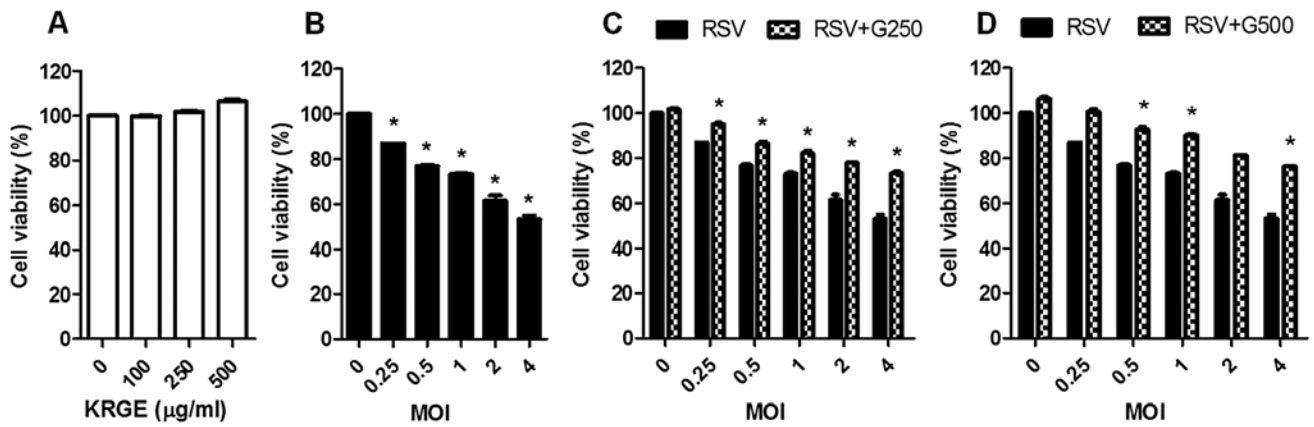 A
Cell viability (%)
120
100
80
60
40
20
0
0 100 250 500
KRGE (μg/ml)
B
Cell viability (%)
120
100
80
60
40
20
0
* * * * *
0 0.25 0.5 1 2 4
MOI
C
RSV RSV+G250
Cell viability (%)
120
100
80
60
40
20
0
* * * * *
0 0.25 0.5 1 2 4
MOI
D
RSV RSV+G500
Cell viability (%)
120
100
80
60
40
20
0
* * *
0 0.25 0.5 1 2 4
MOI